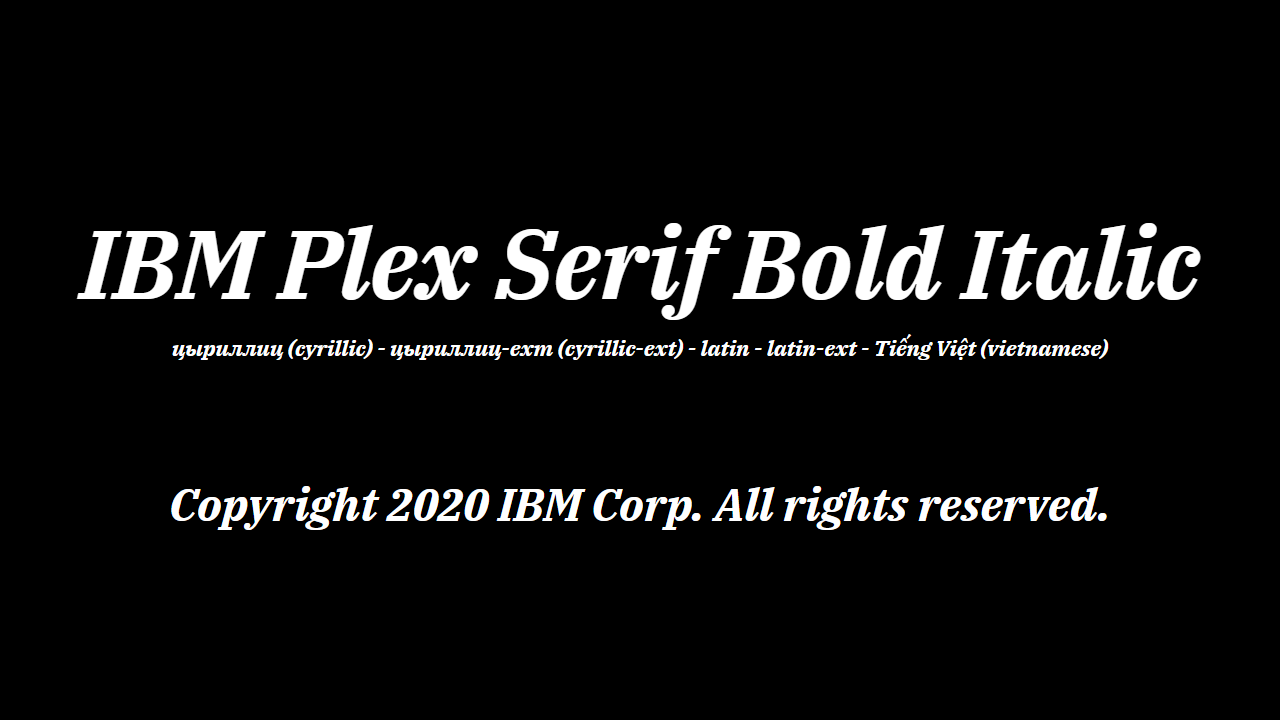 IBM Plex Serif Bold Italic
цыриллиц (cyrillic) - цыриллиц-ext (cyrillic-ext) - latin - latin-ext - Tiếng Việt (vietnamese)
Copyright 2020 IBM Corp. All rights reserved.